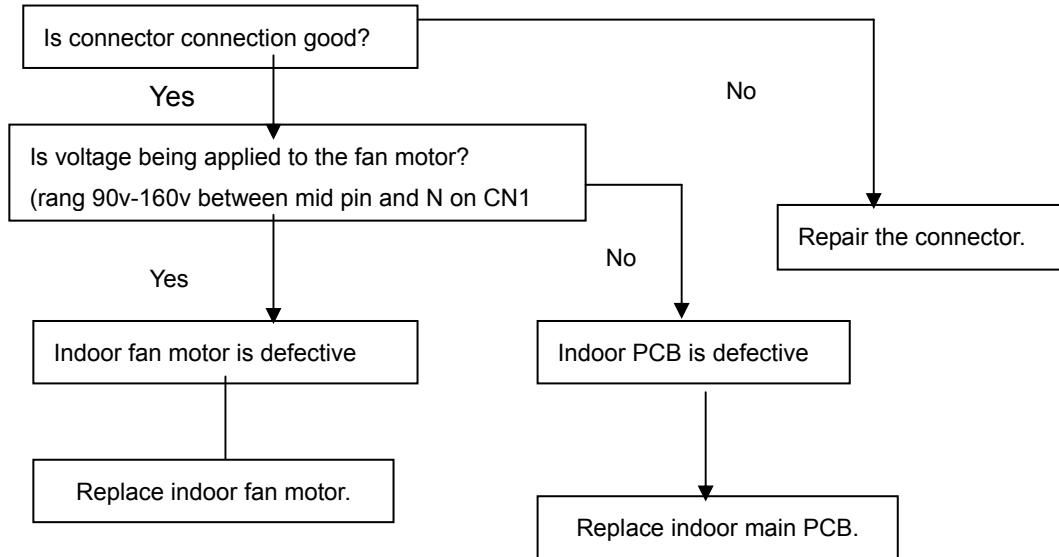 Is connector connection good?
Yes
No
Is voltage being applied to the fan motor?
(rang 90v-160v between mid pin and N on CN1
Repair the connector.
Yes
No
Indoor fan motor is defective
Indoor PCB is defective
Replace indoor fan motor.
Replace indoor main PCB.